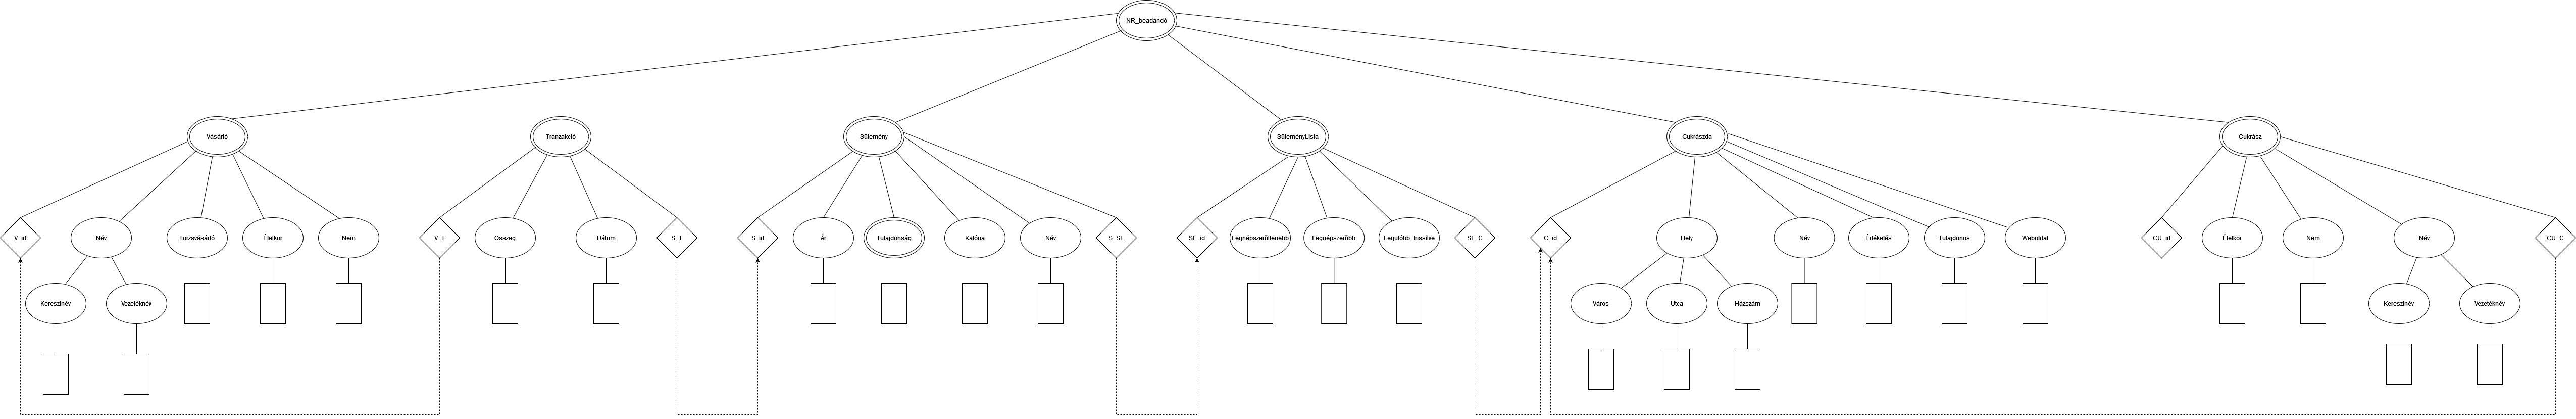 NR_beadandó
Vásárló
Tranzakció
Sütemény
SüteményLista
Cukrászda
Cukrász
V_id
Név
Törzsvásárló
Életkor
Nem
V_T
Összeg
Dátum
S_T
S_id
Ár
Tulajdonság
Kalória
Név
S_SL
SL_id
Legnépszerűtlenebb
Legnépszerűbb
Legutóbb_frissítve
SL_C
C_id
Hely
Név
Értékelés
Tulajdonos
Weboldal
CU_id
Életkor
Nem
Név
CU_C
Keresztnév
Vezetéknév
Város
Utca
Házszám
Keresztnév
Vezetéknév